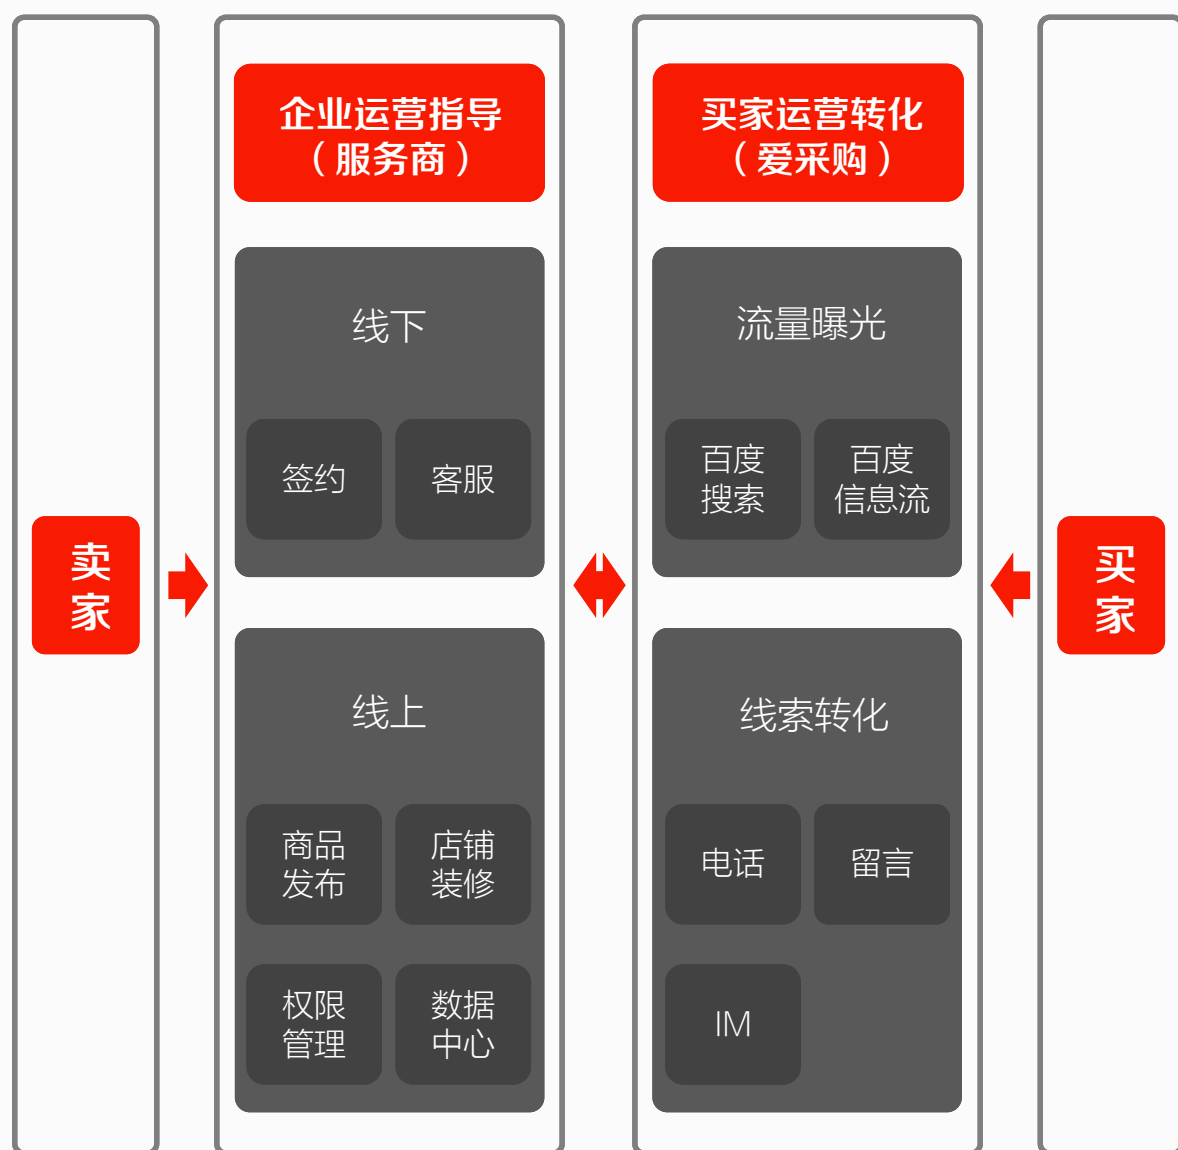 卖
家
企业运营指导
（服务商）
线下
签约
客服
线上
商品
发布
店铺
装修
权限
管理
数据
中心
买家运营转化
（爱采购）
流量曝光
百度
搜索
百度
信息流
线索转化
电话
留言
IM
买
家